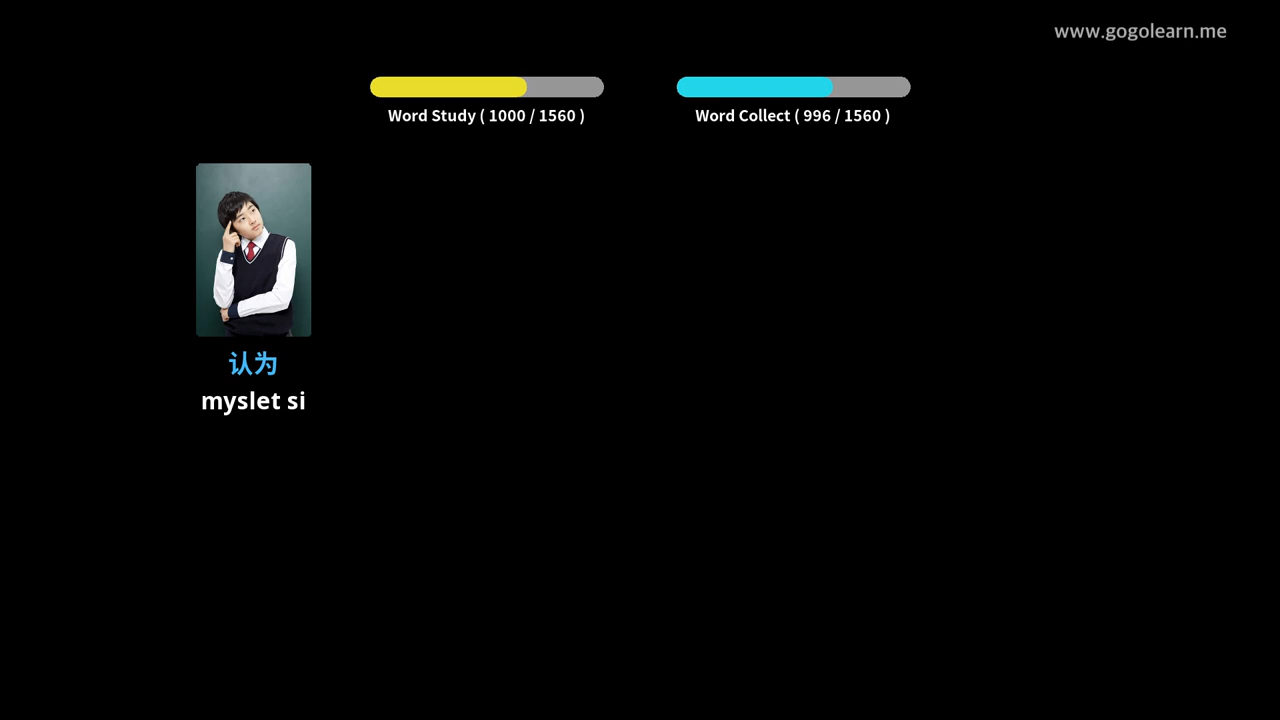 www.gogolearn.me
Word Study ( 1000 / 1560 )
Word Collect ( 996 / 1560 )
认为
myslet si